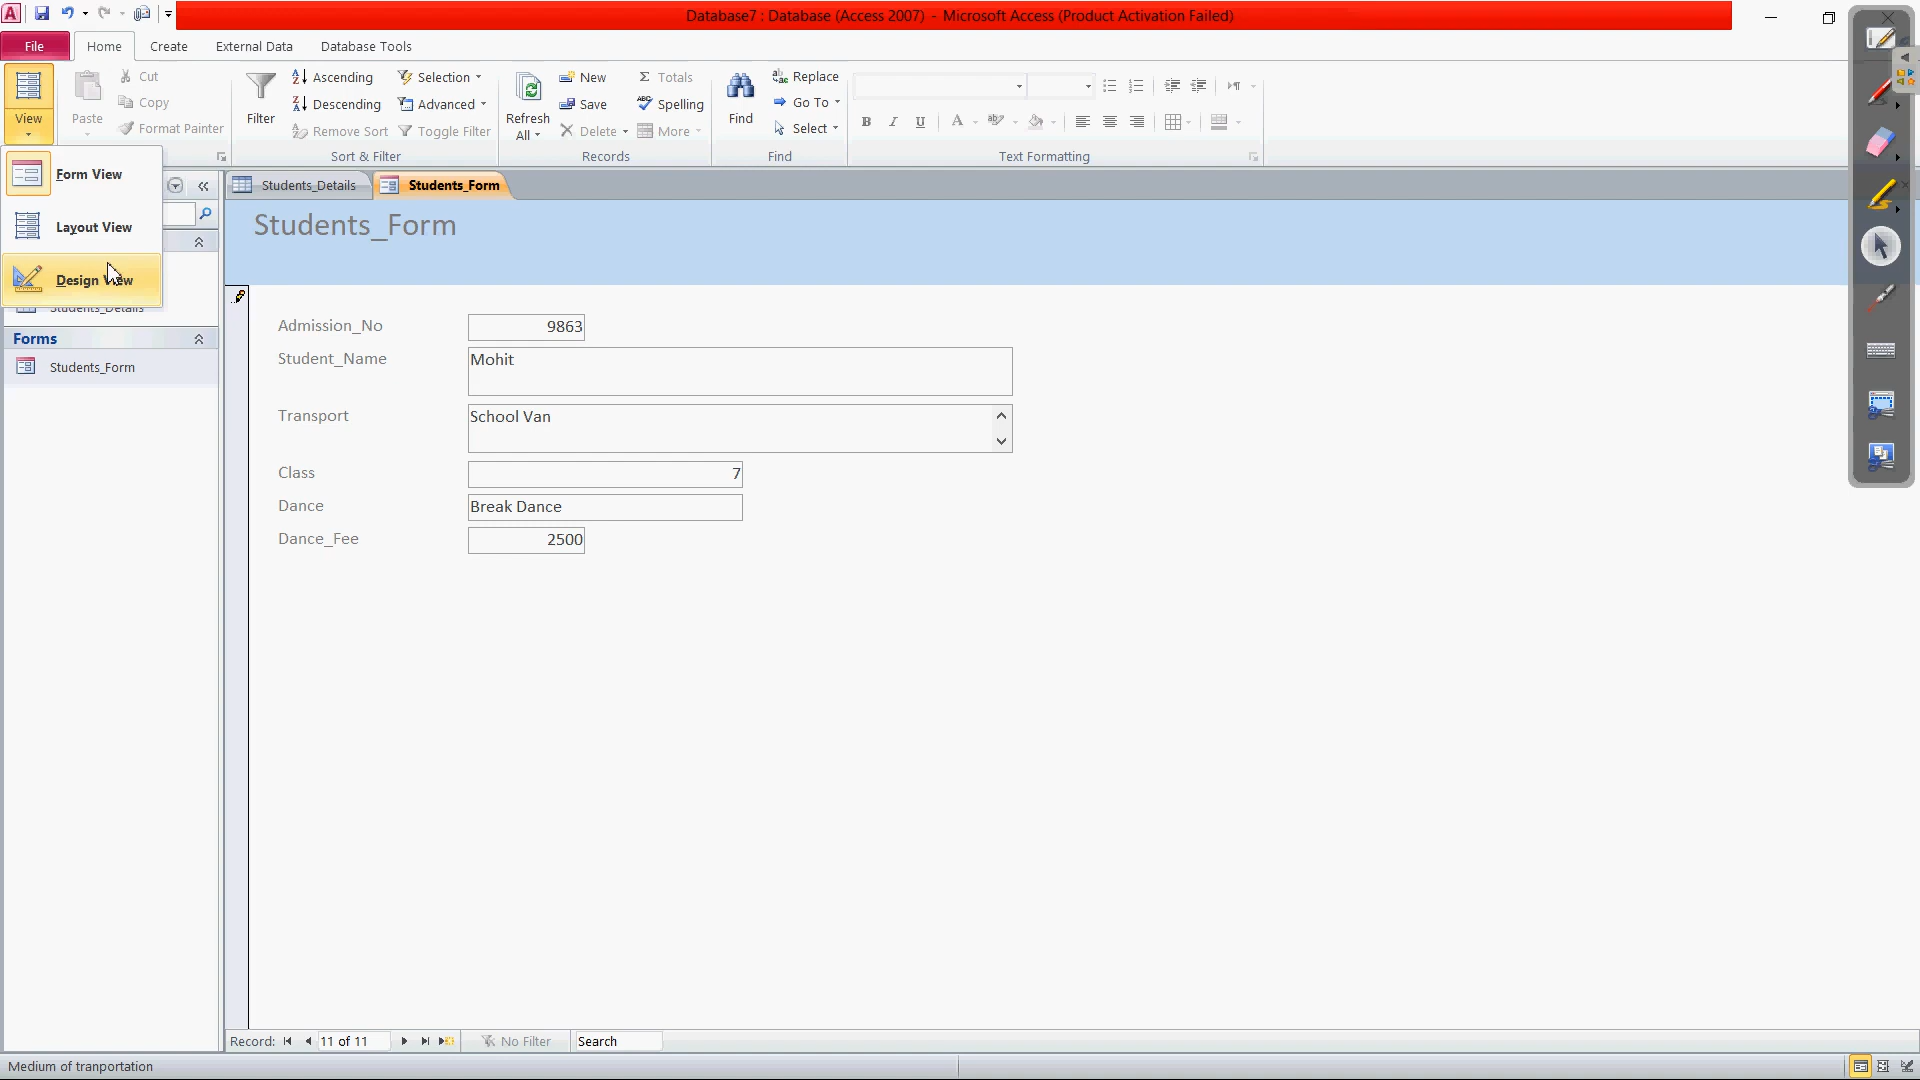 Database7 : Database (Access 2007) - Microsoft Access (Product Activation Failed)
File Home Create External Data Database Tools
View
Paste
Cut
Copy
Format Painter
Filter
Ascending
Descending
Remove Sort
Selection
Advanced
Toggle Filter
Sort & Filter
Refresh
All
New
Save
Delete
Totals
Spelling
More
Records
Find
Replace
Go To
Select
Find
B I U A
Text Formatting
Form View
Layout View
Design View
Students_Details
Forms
Students_Form
Students_Details Students_Form
Students_Form
Admission_No 9863
Student_Name Mohit
Transport School Van
Class 7
Dance Break Dance
Dance_Fee 2500
Record: 11 of 11 No Filter Search
Medium of tranportation